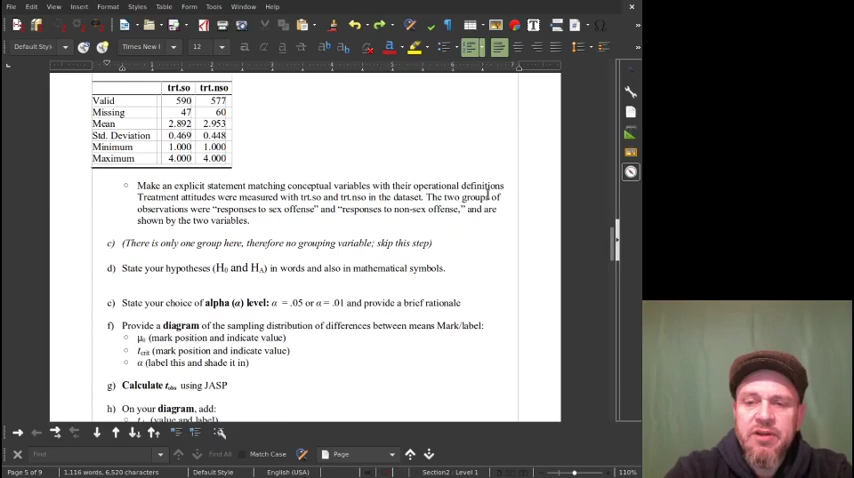 File Edit View Insert Format Styles Table Form Tools Window Help
Default Styl Times New I 12
1 2 3 4 5 6 7
trt.so trt.nso
Valid 590 577
Missing 47 60
Mean 2.892 2.953
Std. Deviation 0.469 0.448
Minimum 1.000 1.000
Maximum 4.000 4.000
○ Make an explicit statement matching conceptual variables with their operational definitions
Treatment attitudes were measured with trt.so and trt.nso in the dataset. The two groups of
observations were “responses to sex offense” and “responses to non-sex offense,” and are
shown by the two variables.
c) (There is only one group here, therefore no grouping variable; skip this step)
d) State your hypotheses (H0 and HA) in words and also in mathematical symbols.
e) State your choice of alpha (α) level: α = .05 or α = .01 and provide a brief rationale
f) Provide a diagram of the sampling distribution of differences between means Mark/label:
○ μ0 (mark position and indicate value)
○ tcrit (mark position and indicate value)
○ α (label this and shade it in)
g) Calculate tobs using JASP
h) On your diagram, add:
(value and label)
Find Find All Match Case Page
Page 5 of 9 1,116 words, 6,520 characters Default Style English (USA) Section2 : Level 1 110%